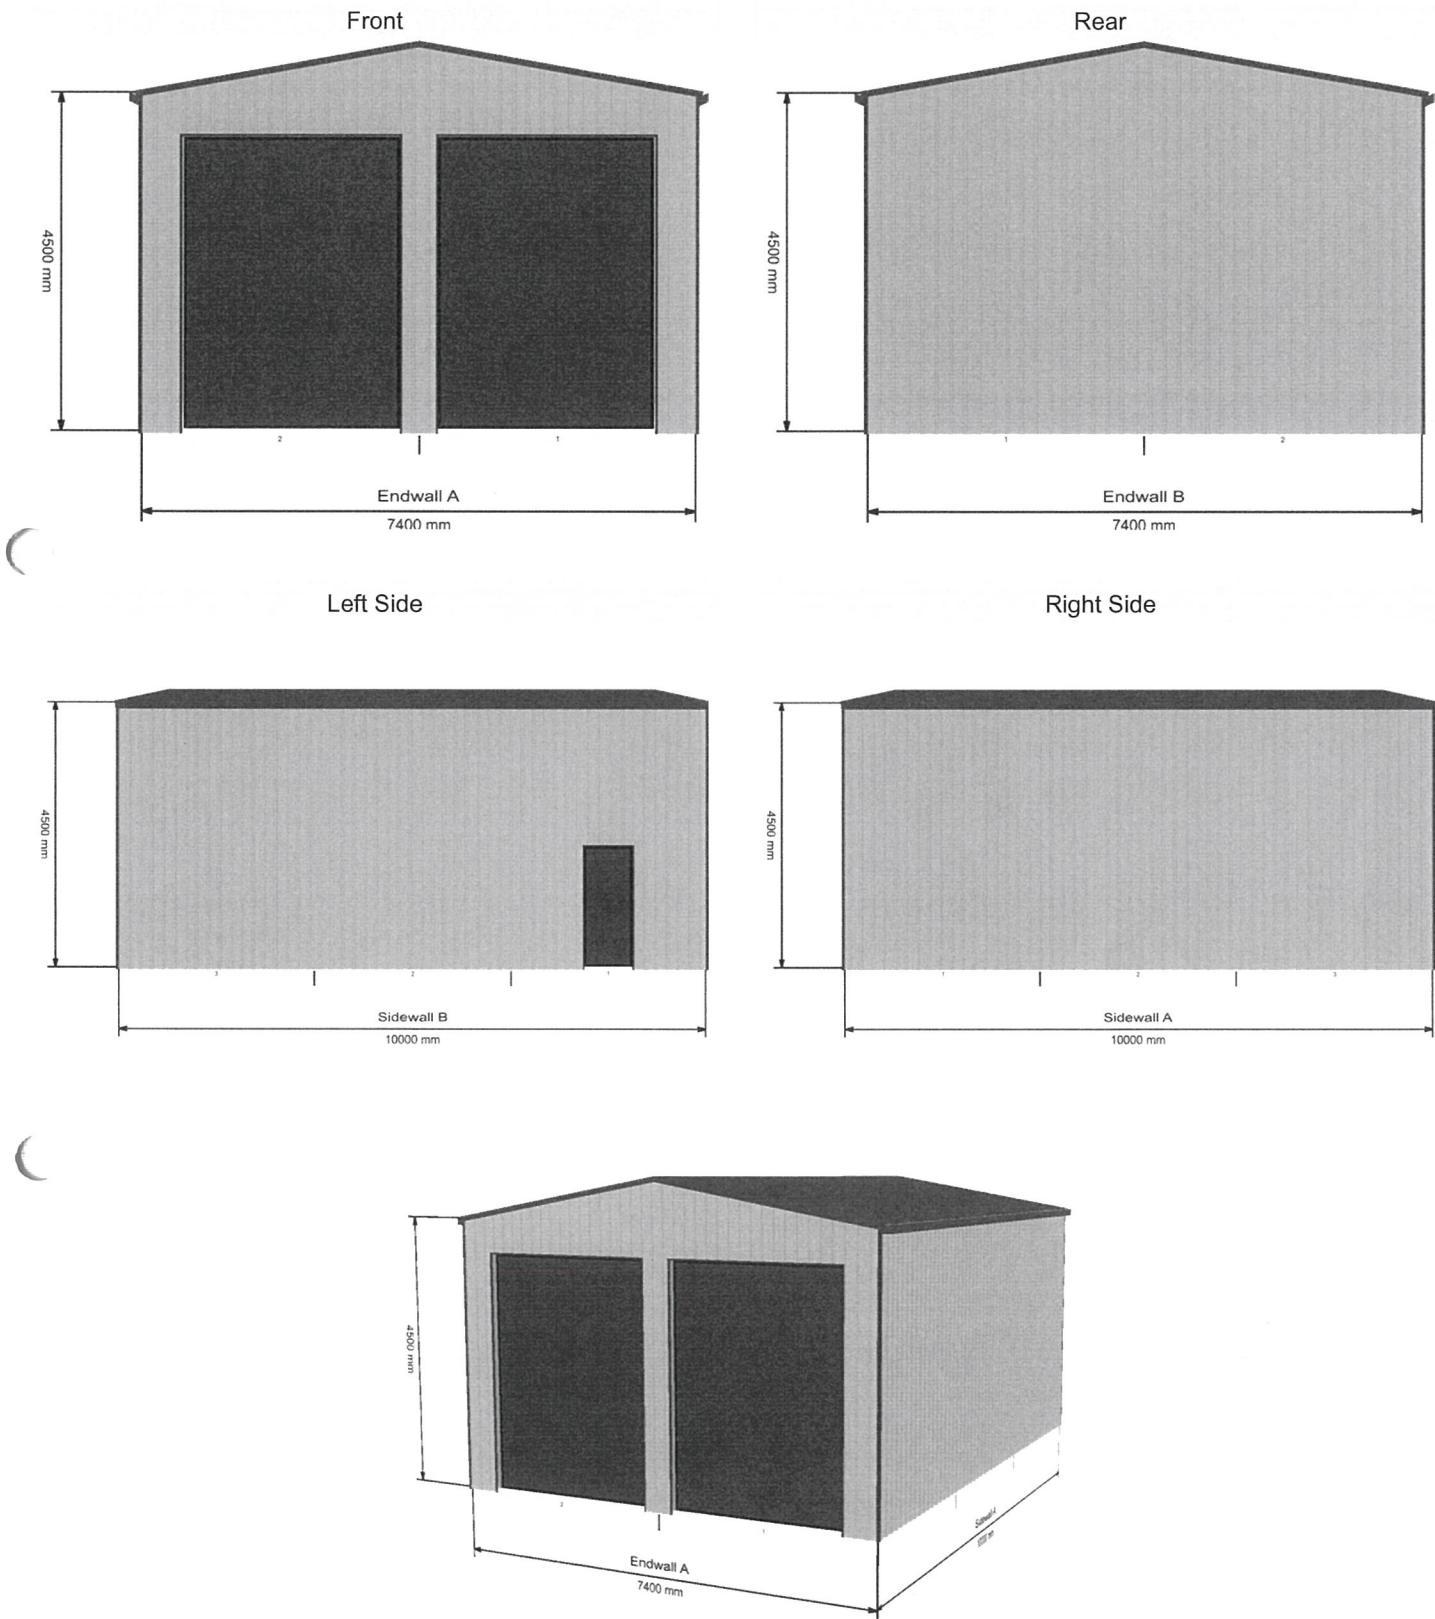 Front
Rear
4500 mm
4500 mm
2
1
1
2
Endwall A
7400 mm
Endwall B
7400 mm
Left Side
Right Side
4500 mm
4500 mm
3
2
1
1
2
3
Sidewall B
10000 mm
Sidewall A
10000 mm
4500 mm
2
1
Sidewall A
Endwall A
7400 mm